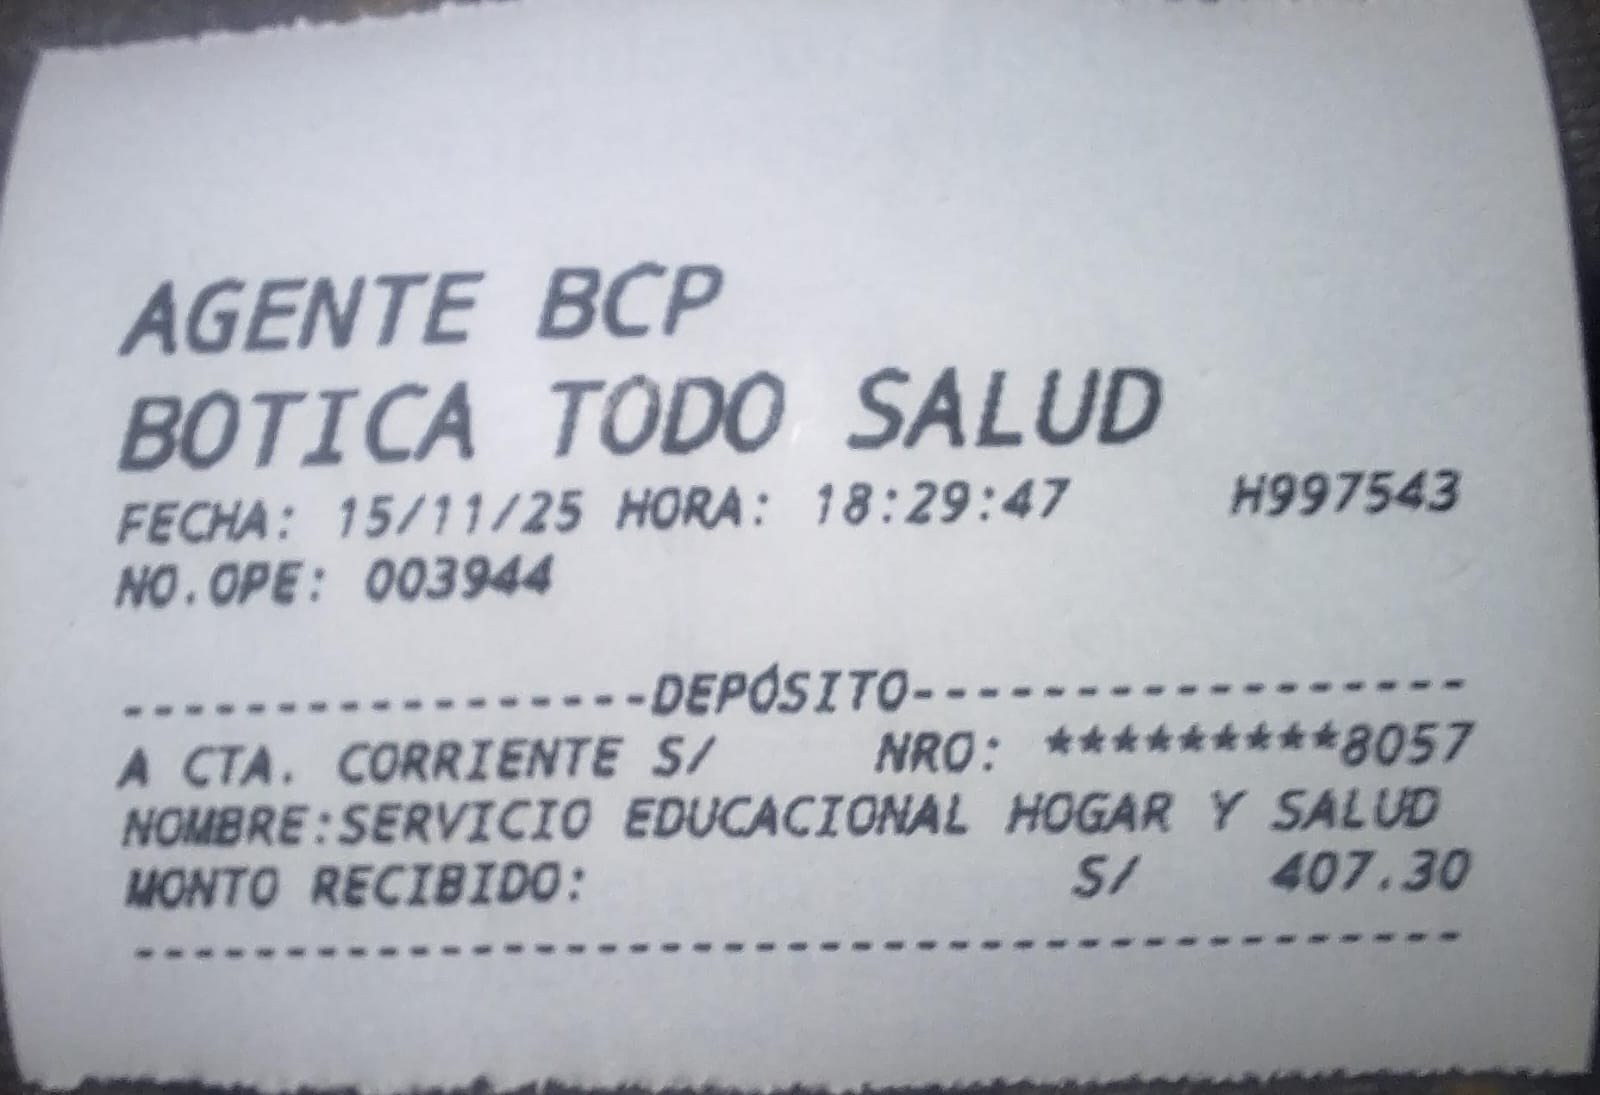 AGENTE BCP
BOTICA TODO SALUD
FECHA: 15/11/25 HORA: 18:29:47 H997543
NO.OPE: 003944
-----------------DEPÓSITO------------------
A CTA. CORRIENTE S/ NRO: *********8057
NOMBRE:SERVICIO EDUCACIONAL HOGAR Y SALUD
MONTO RECIBIDO: S/ 407.30
-------------------------------------------